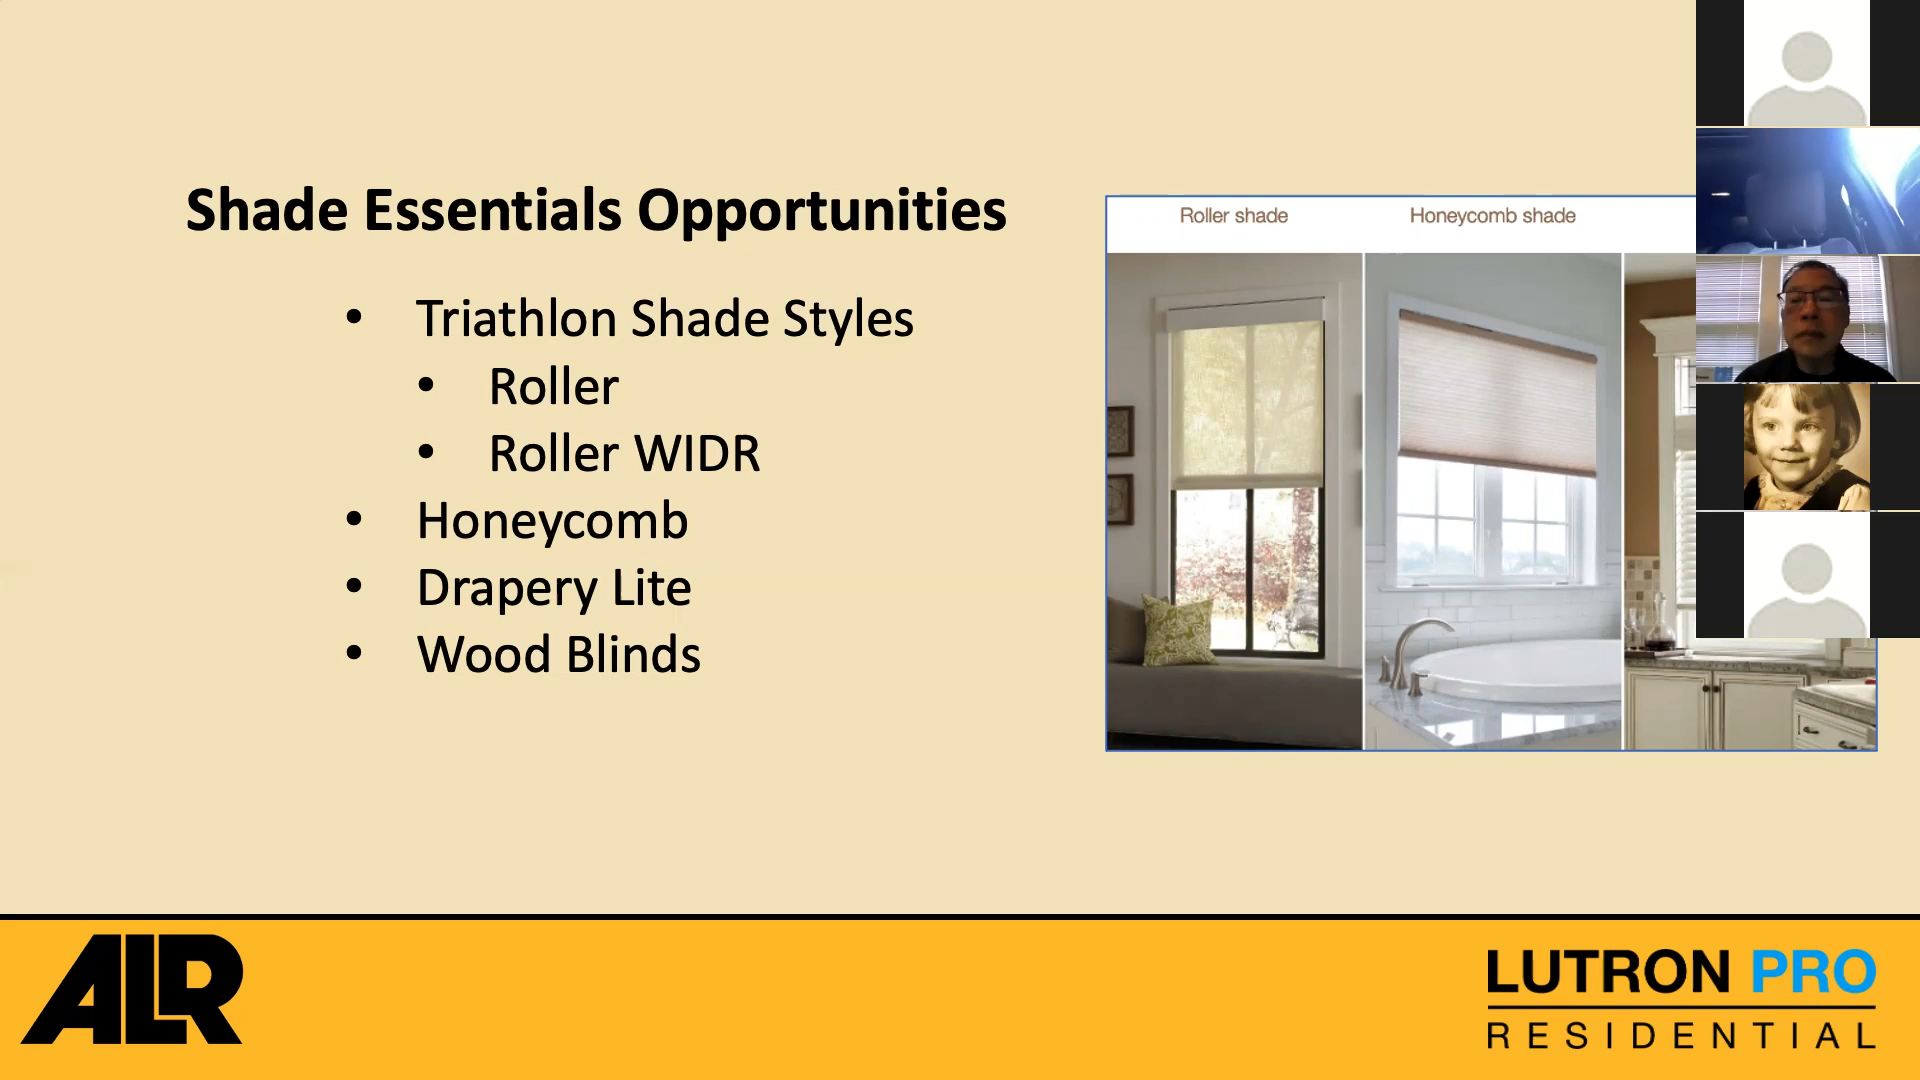 Shade Essentials Opportunities
• Triathlon Shade Styles
• Roller
• Roller WIDR
• Honeycomb
• Drapery Lite
• Wood Blinds
Roller shade
Honeycomb shade
ALR
LUTRON PRO
RESIDENTIAL